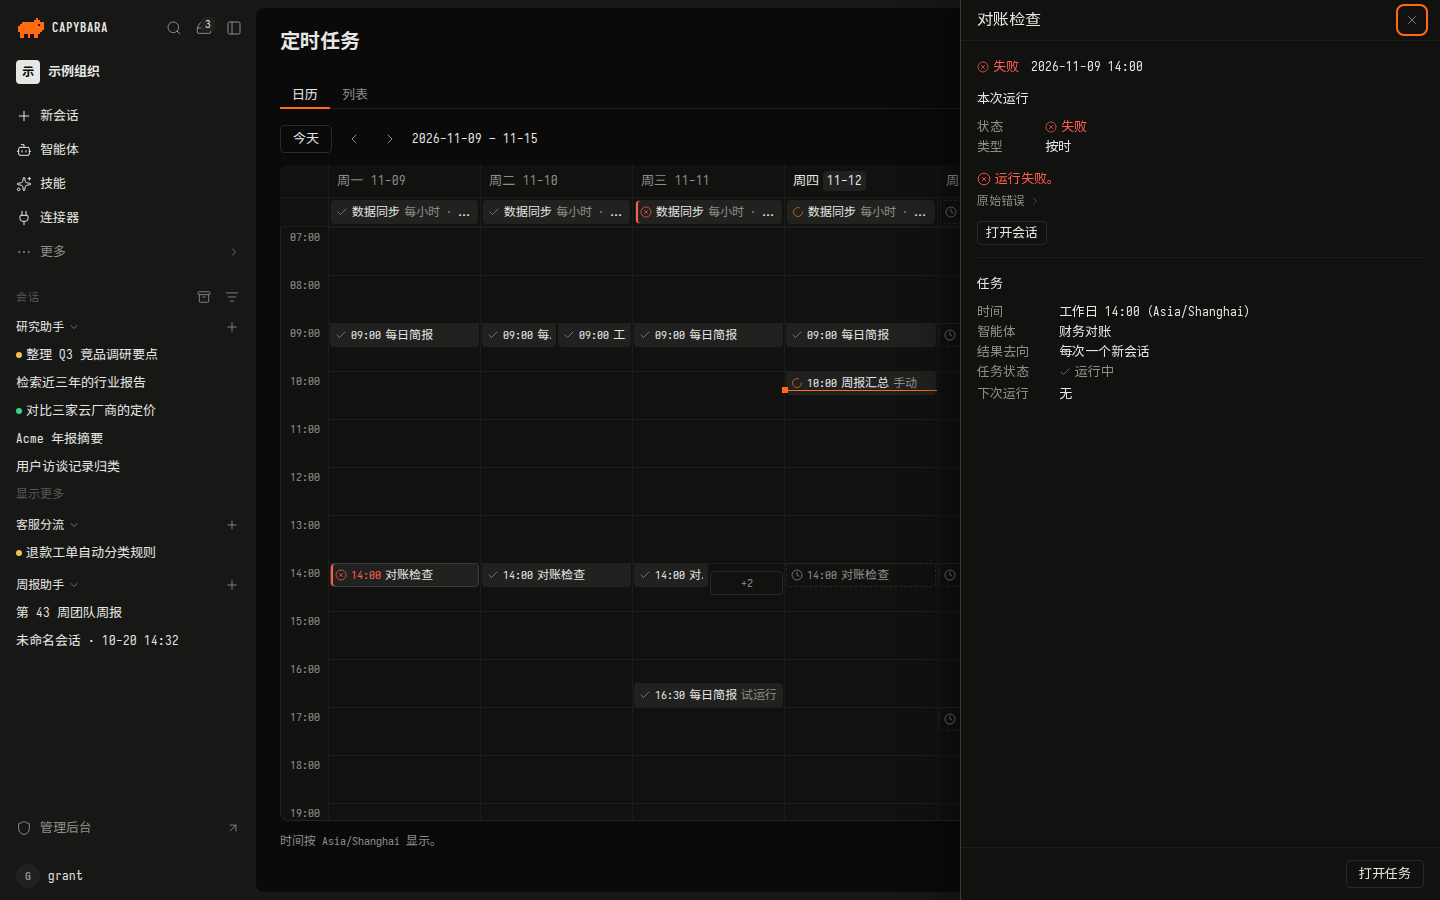 CAPYBARA
3
示 示例组织
新会话
智能体
技能
连接器
更多
会话
研究助手
整理 Q3 竞品调研要点
检索近三年的行业报告
对比三家云厂商的定价
Acme 年报摘要
用户访谈记录归类
显示更多
客服分流
退款工单自动分类规则
周报助手
第 43 周团队周报
未命名会话 · 10-20 14:32
管理后台
G grant
定时任务
日历 列表
今天 2026-11-09 – 11-15
周一 11-09 周二 11-10 周三 11-11 周四 11-12 周
数据同步 每小时 · … 数据同步 每小时 · … 数据同步 每小时 · … 数据同步 每小时 · …
07:00
08:00
09:00 09:00 每日简报 09:00 每. 09:00 工 09:00 每日简报 09:00 每日简报
10:00 10:00 周报汇总 手动
11:00
12:00
13:00
14:00 14:00 对账检查 14:00 对账检查 14:00 对. +2 14:00 对账检查
15:00
16:00
16:30 每日简报 试运行
17:00
18:00
19:00
时间按 Asia/Shanghai 显示。
对账检查
失败 2026-11-09 14:00
本次运行
状态 失败
类型 按时
运行失败。
原始错误
打开会话
任务
时间 工作日 14:00 (Asia/Shanghai)
智能体 财务对账
结果去向 每次一个新会话
任务状态 运行中
下次运行 无
打开任务